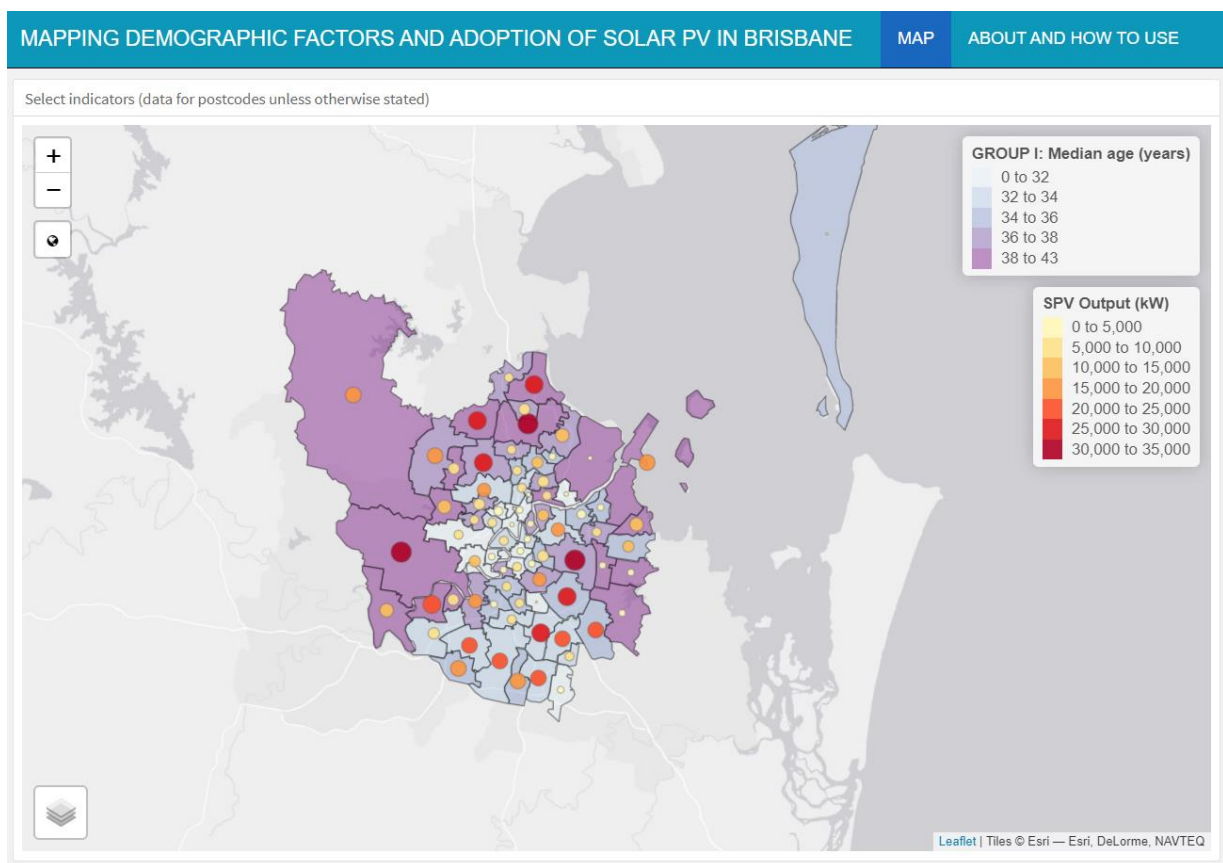 MAPPING DEMOGRAPHIC FACTORS AND ADOPTION OF SOLAR PV IN BRISBANE
MAP
ABOUT AND HOW TO USE
Select indicators (data for postcodes unless otherwise stated)
+
−
GROUP I: Median age (years)
0 to 32
32 to 34
34 to 36
36 to 38
38 to 43
SPV Output (kW)
0 to 5,000
5,000 to 10,000
10,000 to 15,000
15,000 to 20,000
20,000 to 25,000
25,000 to 30,000
30,000 to 35,000
Leaflet | Tiles © Esri — Esri, DeLorme, NAVTEQ